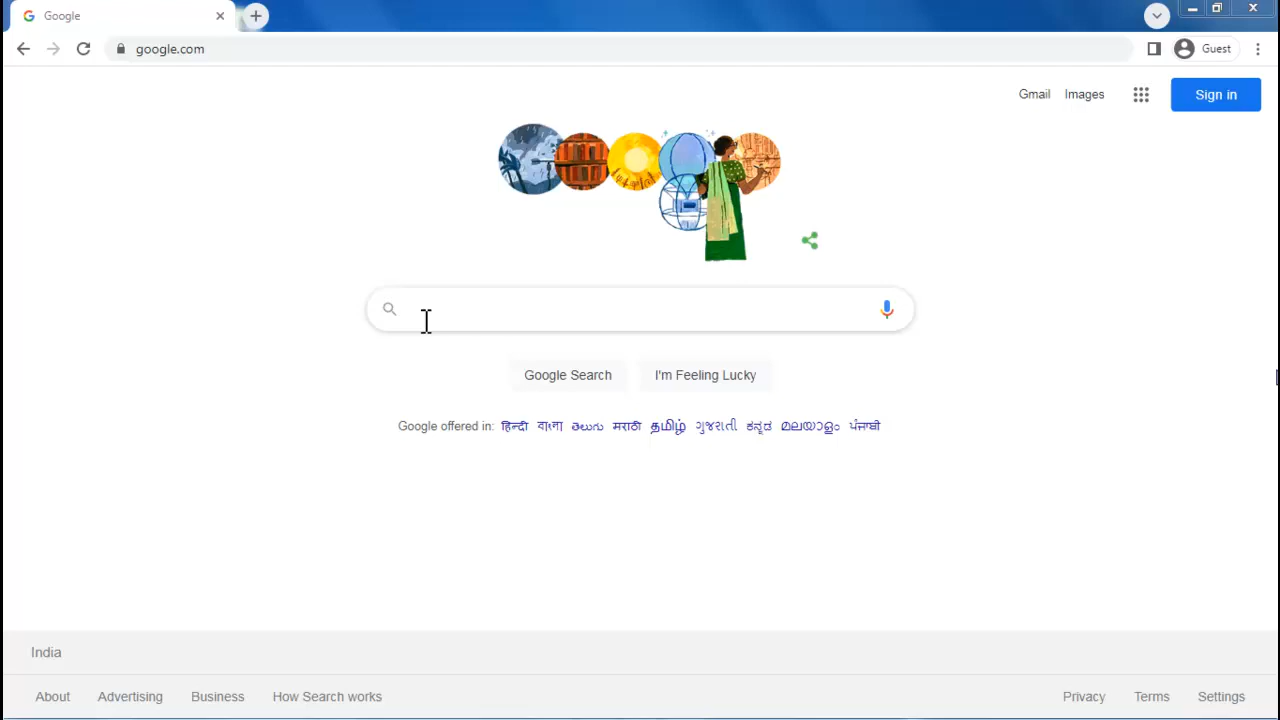 Google
google.com
Guest
Gmail Images Sign in
Google Search I'm Feeling Lucky
Google offered in: हिन्दी বাংলা తెలుగు मराठी தமிழ் ગુજરાતી ಕನ್ನಡ മലയാളം ਪੰਜਾਬੀ
India
About Advertising Business How Search works Privacy Terms Settings